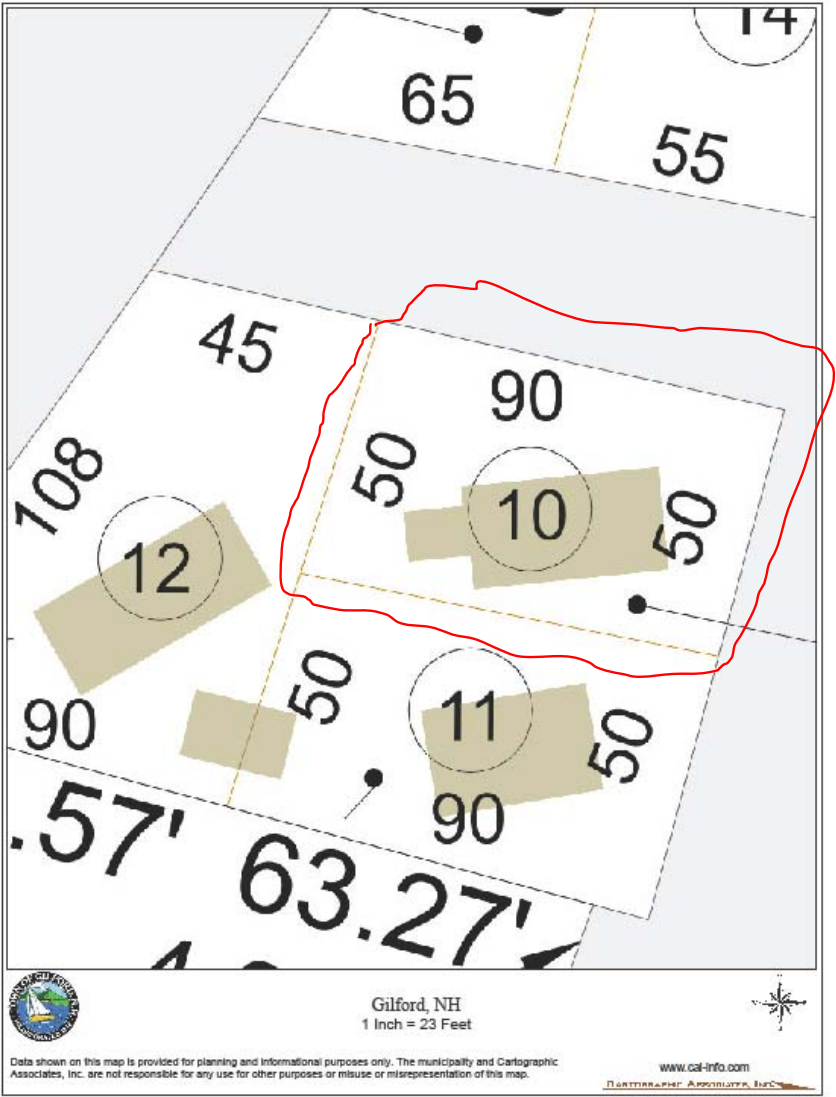 14
65
55
45
90
50
108
10
50
12
50
11
50
90
90
.57'
63.27'
Gilford, NH
1 Inch = 23 Feet
Data shown on this map is provided for planning and informational purposes only. The municipality and Cartographic
Associates, Inc. are not responsible for any use for other purposes or misuse or misrepresentation of this map.
www.cai-info.com
CARTOGRAPHIC ASSOCIATES, INC.